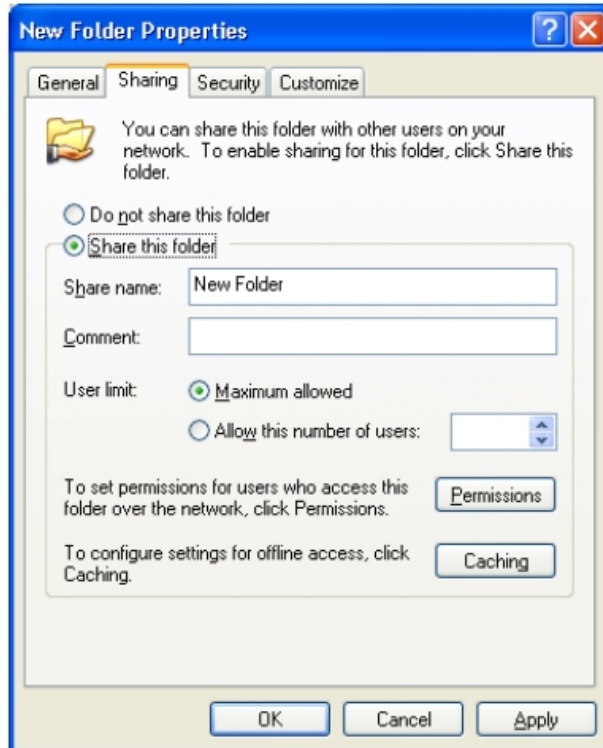 New Folder Properties
?
General Sharing Security Customize
You can share this folder with other users on your
network. To enable sharing for this folder, click Share this
folder.
Do not share this folder
Share this folder
Share name: New Folder
Comment:
User limit: Maximum allowed
Allow this number of users:
To set permissions for users who access this
folder over the network, click Permissions.
Permissions
To configure settings for offline access, click
Caching.
Caching
OK Cancel Apply